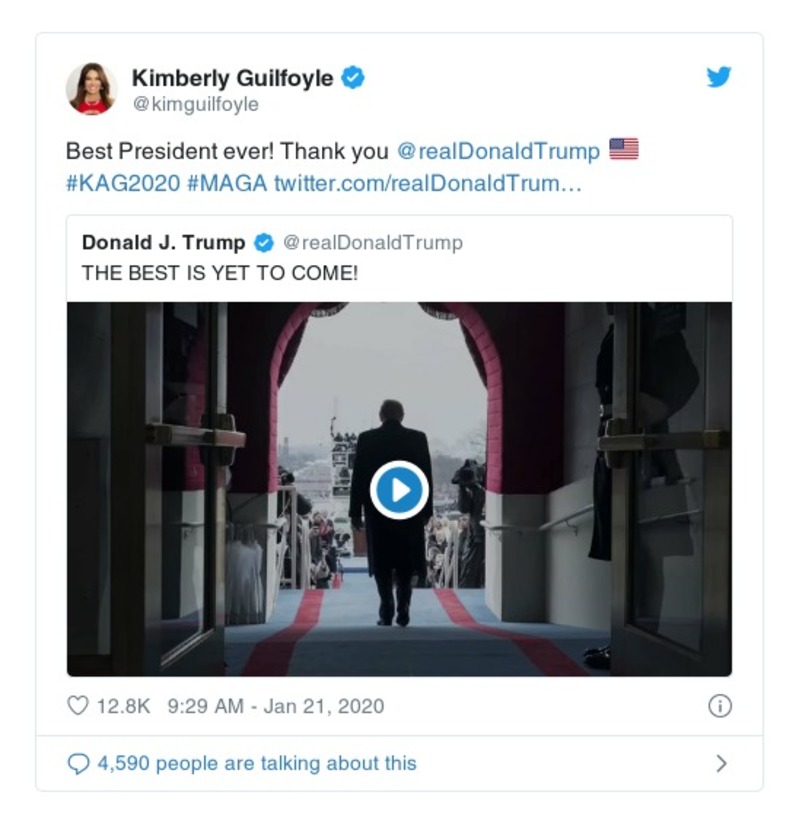 Kimberly Guilfoyle
@kimguilfoyle
Best President ever! Thank you @realDonaldTrump 🇺🇸
#KAG2020 #MAGA twitter.com/realDonaldTrum…
Donald J. Trump @realDonaldTrump
THE BEST IS YET TO COME!
12.8K 9:29 AM - Jan 21, 2020
4,590 people are talking about this